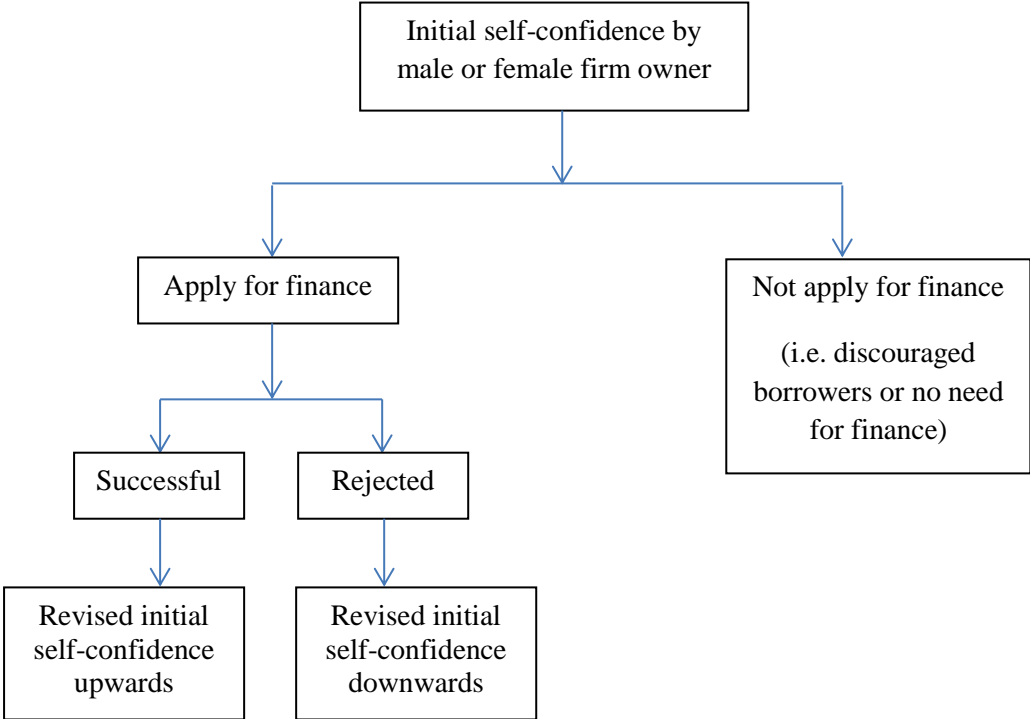 Initial self-confidence by
male or female firm owner
Apply for finance
Not apply for finance
(i.e. discouraged
borrowers or no need
for finance)
Successful
Rejected
Revised initial
self-confidence
upwards
Revised initial
self-confidence
downwards